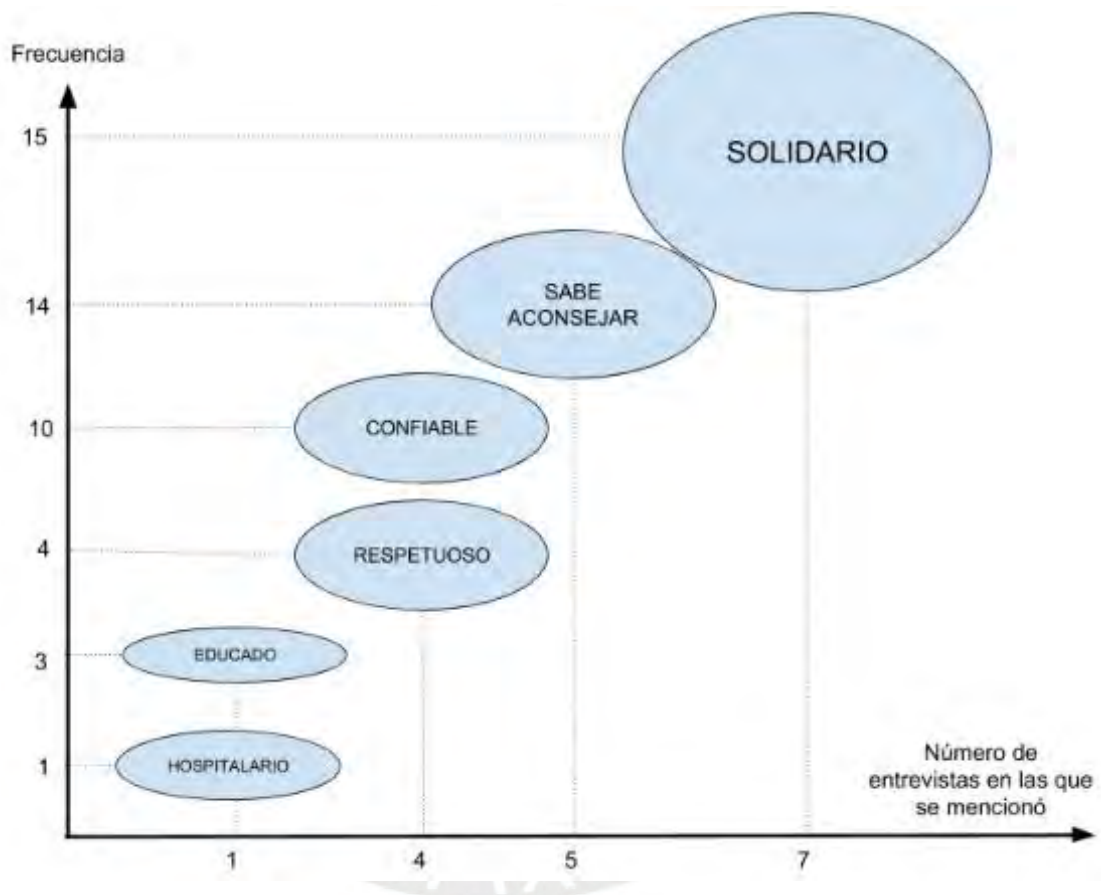 Frecuencia
15
SOLIDARIO
14
SABE
ACONSEJAR
10
CONFIABLE
4
RESPETUOSO
3
EDUCADO
1
HOSPITALARIO
Número de
entrevistas en las que
se mencionó
1
4
5
7